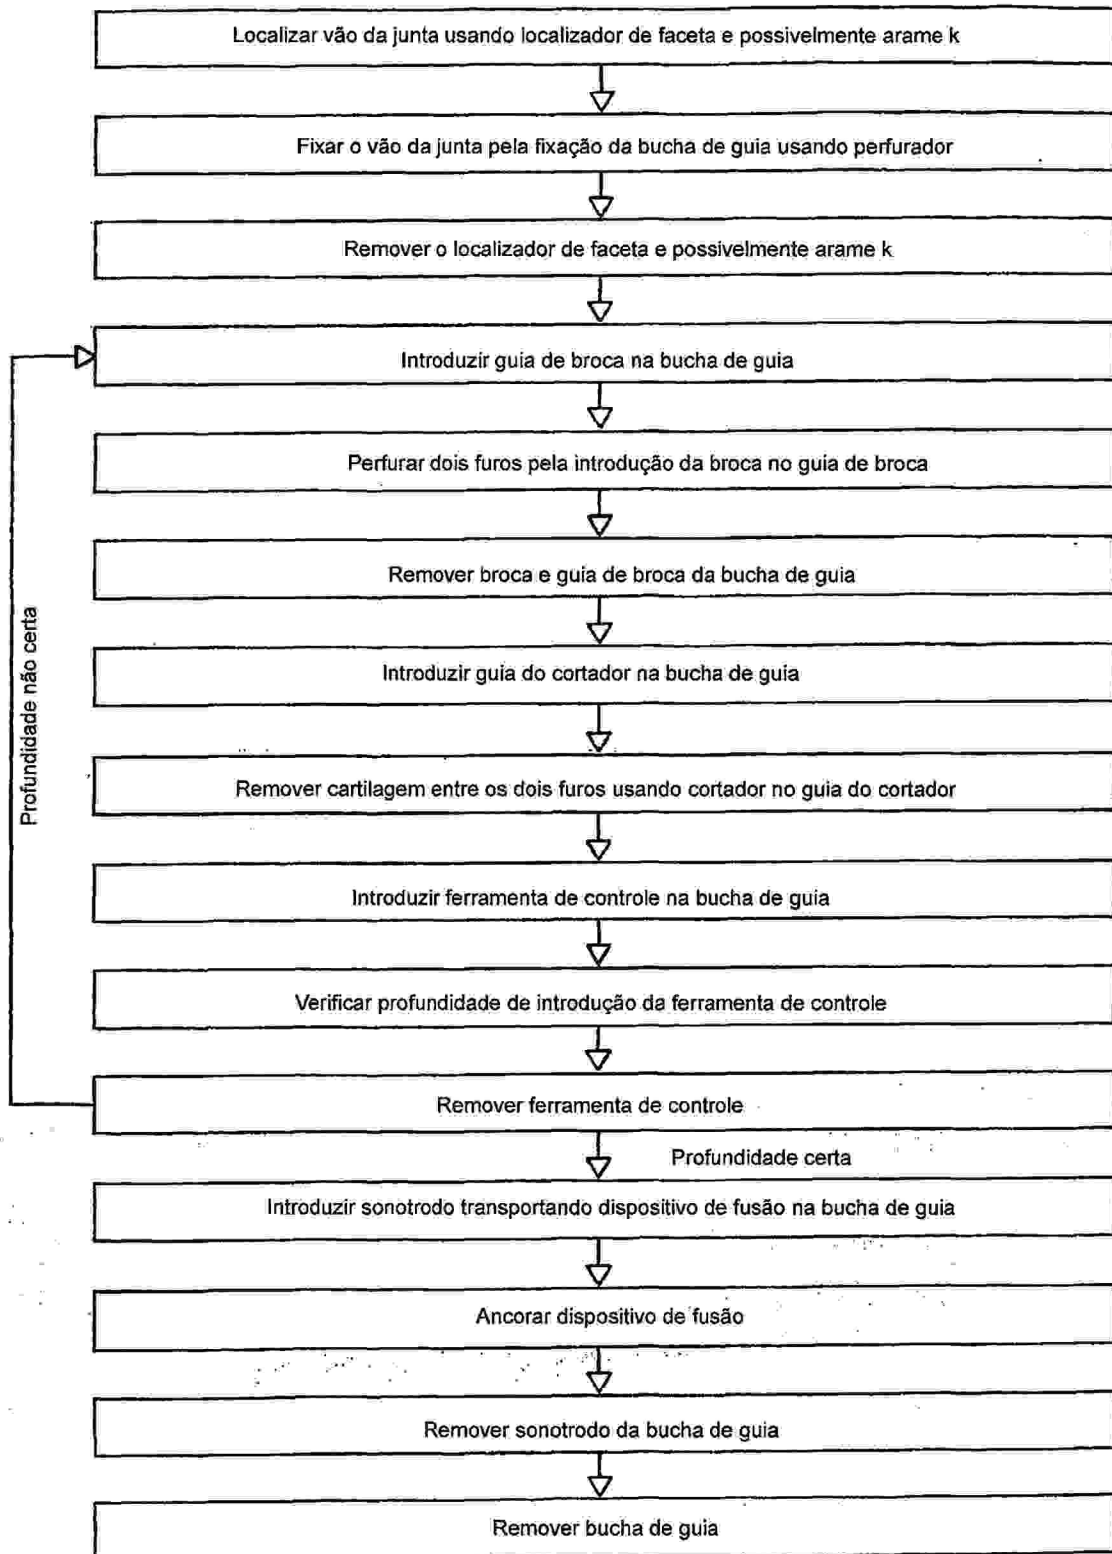 Localizar vão da junta usando localizador de faceta e possivelmente arame k
Fixar o vão da junta pela fixação da bucha de guia usando perfurador
Remover o localizador de faceta e possivelmente arame k
Introduzir guia de broca na bucha de guia
Perfurar dois furos pela introdução da broca no guia de broca
Remover broca e guia de broca da bucha de guia
Introduzir guia do cortador na bucha de guia
Profundidade não certa
Remover cartilagem entre os dois furos usando cortador no guia do cortador
Introduzir ferramenta de controle na bucha de guia
Verificar profundidade de introdução da ferramenta de controle
Remover ferramenta de controle
Profundidade certa
Introduzir sonotrodo transportando dispositivo de fusão na bucha de guia
Ancorar dispositivo de fusão
Remover sonotrodo da bucha de guia
Remover bucha de guia